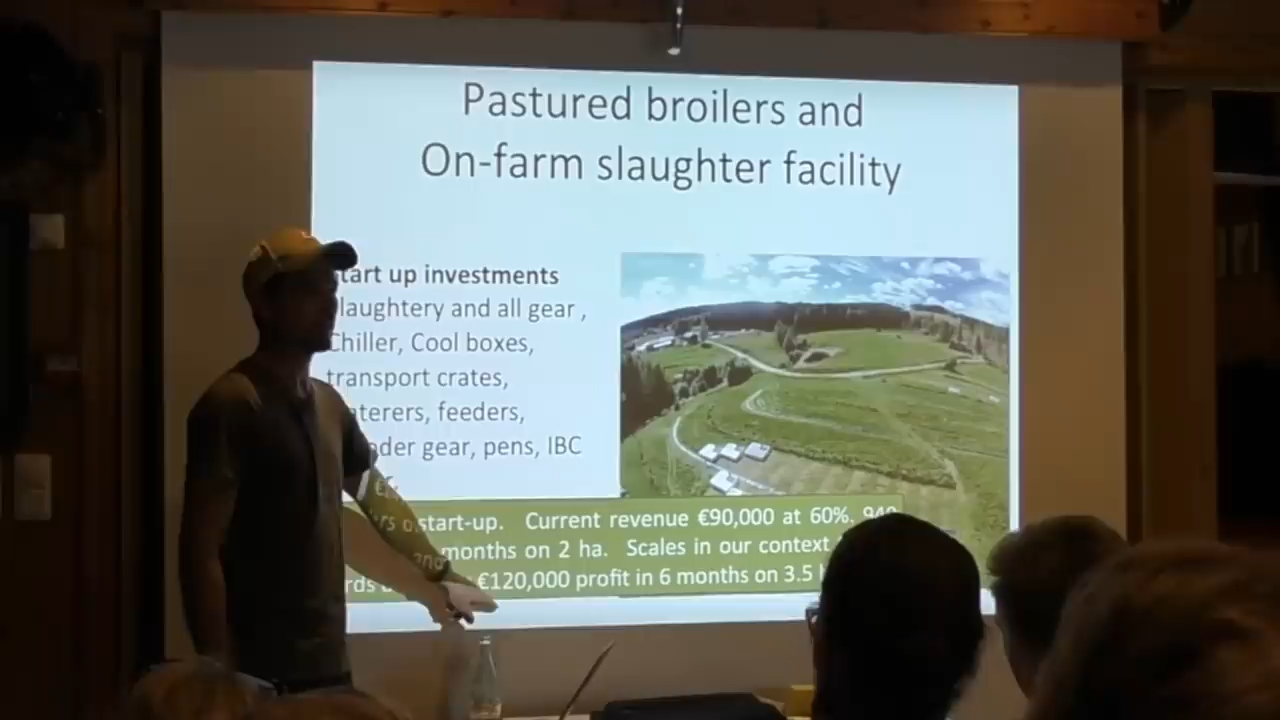 Pastured broilers and
On-farm slaughter facility
tart up investments
laughtery and all gear ,
Chiller, Cool boxes,
transport crates,
aterers, feeders,
der gear, pens, IBC
start-up. Current revenue €90,000 at 60%.
months on 2 ha. Scales in our context
€120,000 profit in 6 months on 3.5